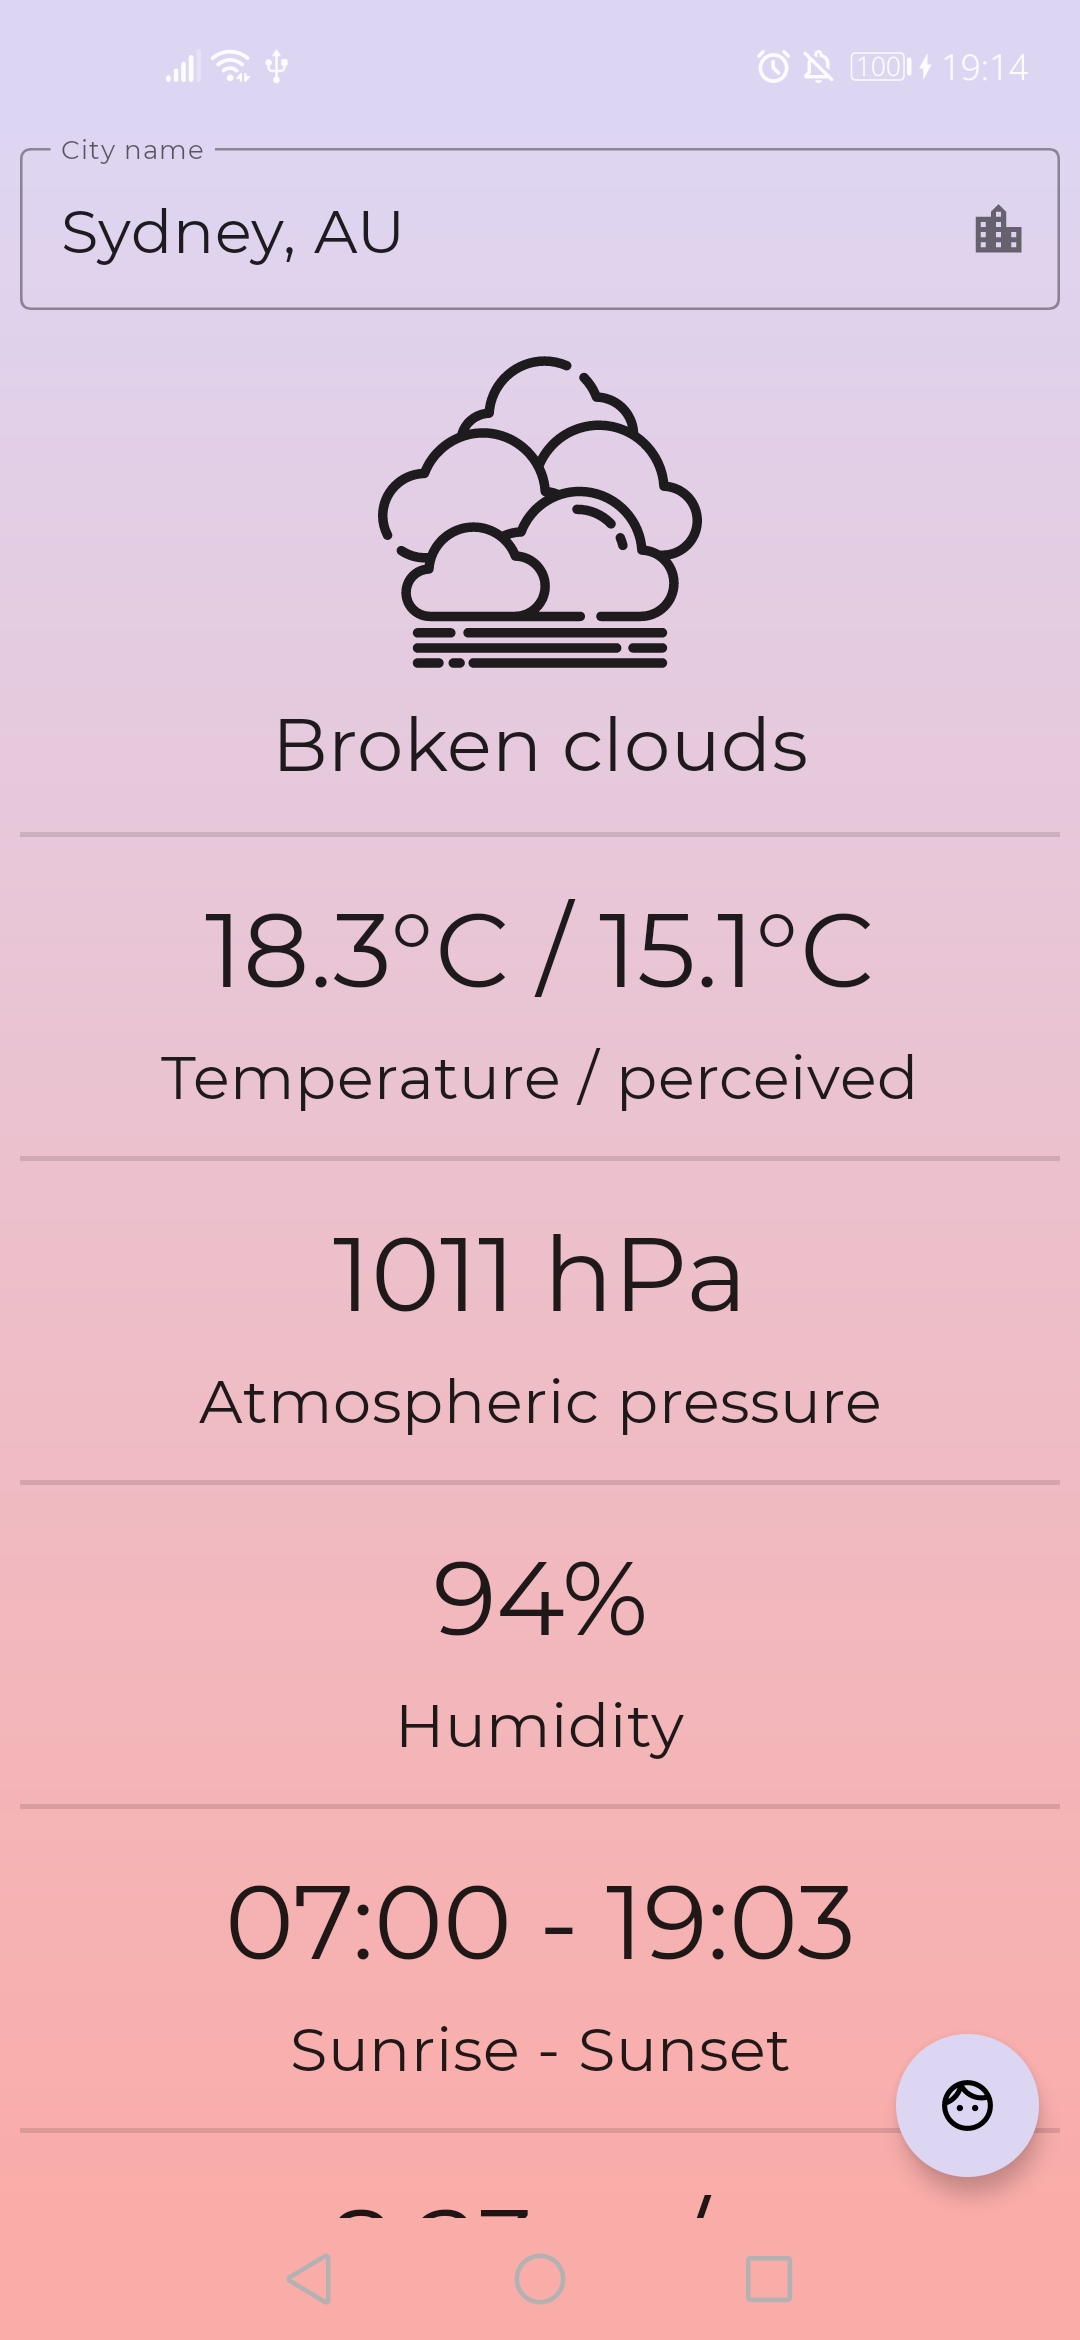 100 19:14
City name
Sydney, AU
Broken clouds
18.3°C / 15.1°C
Temperature / perceived
1011 hPa
Atmospheric pressure
94%
Humidity
07:00 - 19:03
Sunrise - Sunset